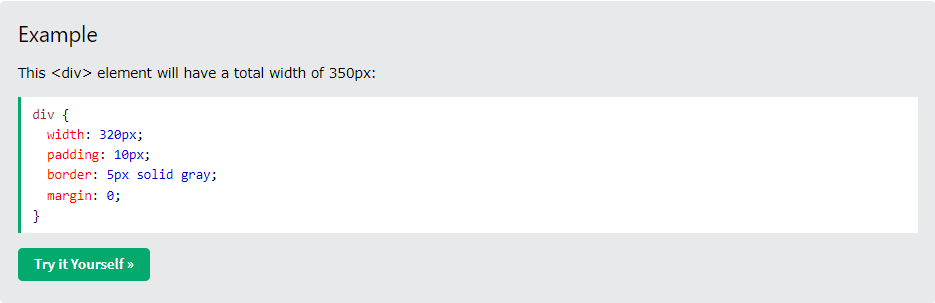 Example
This <div> element will have a total width of 350px:
div {
  width: 320px;
  padding: 10px;
  border: 5px solid gray;
  margin: 0;
}
Try it Yourself »